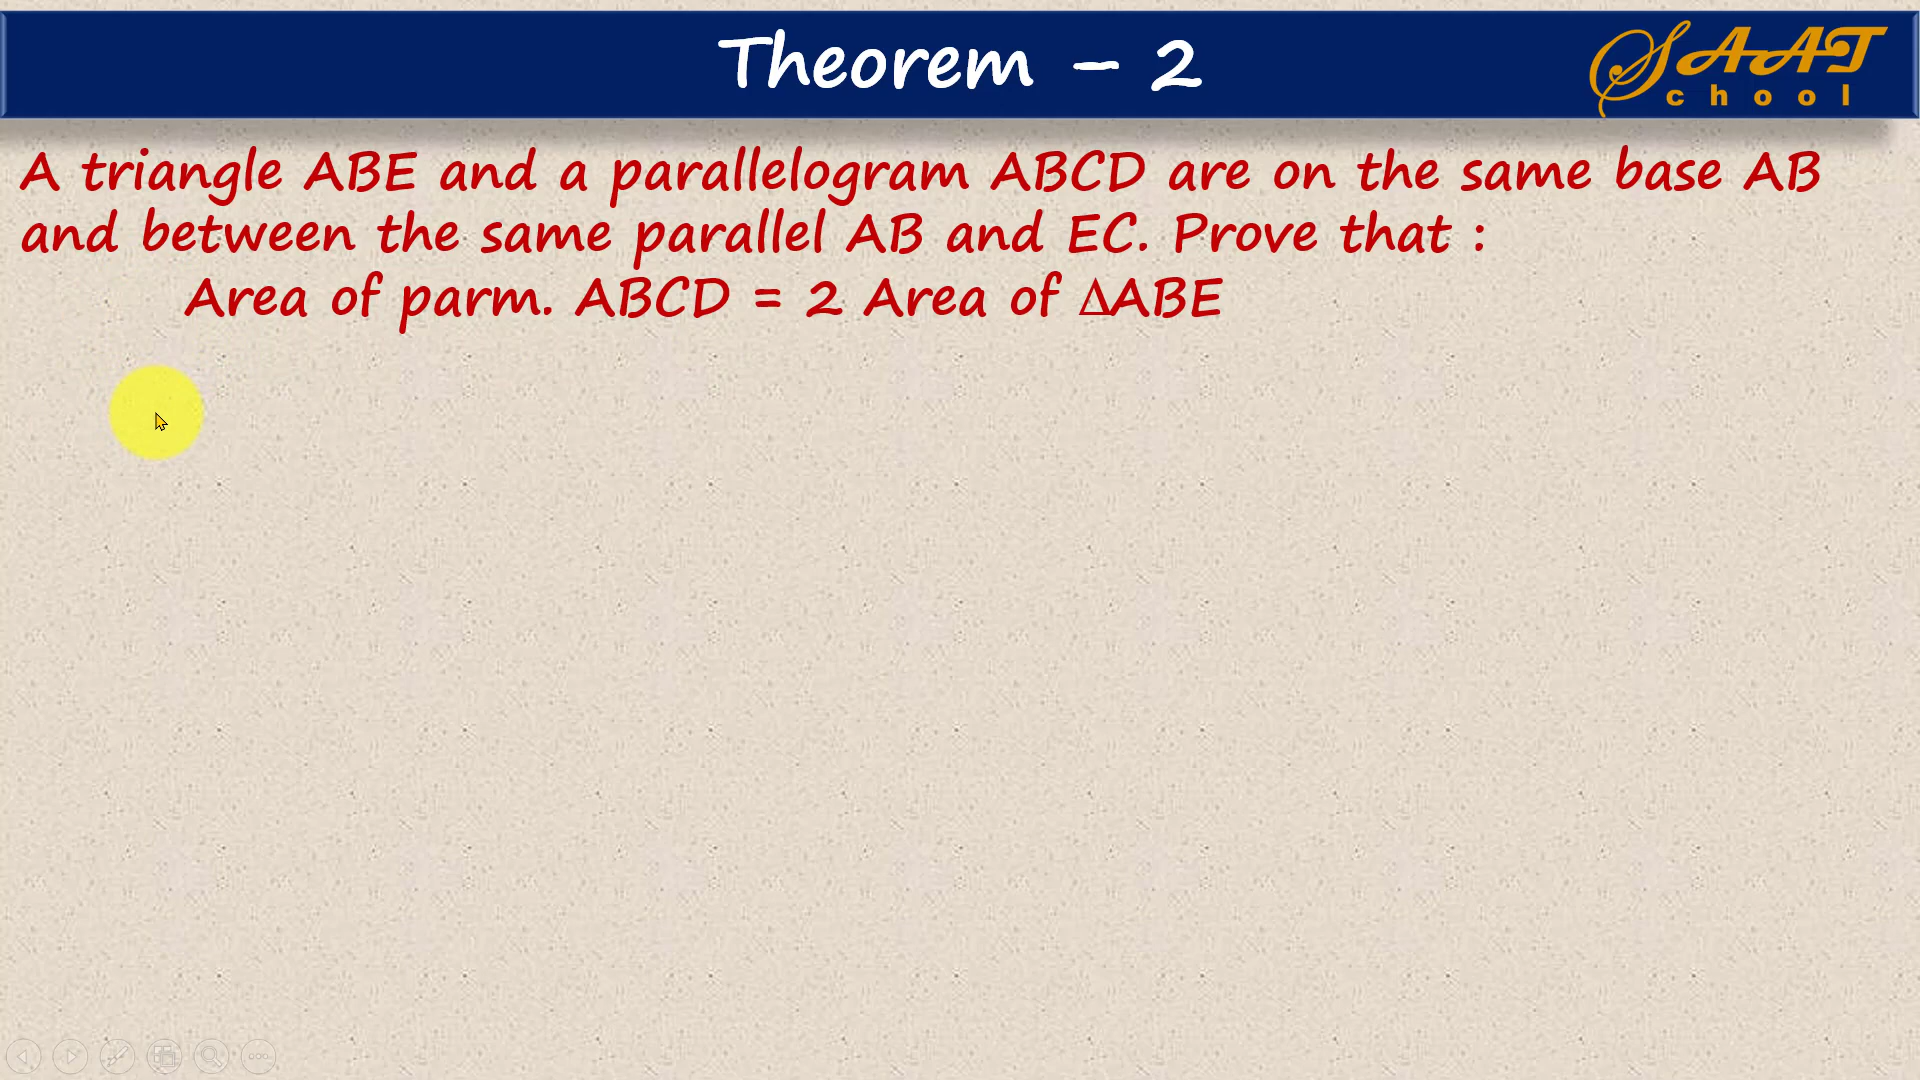 Theorem – 2
SAAT
chool
A triangle ABE and a parallelogram ABCD are on the same base AB
and between the same parallel AB and EC. Prove that :
Area of parm. ABCD = 2 Area of ∆ABE